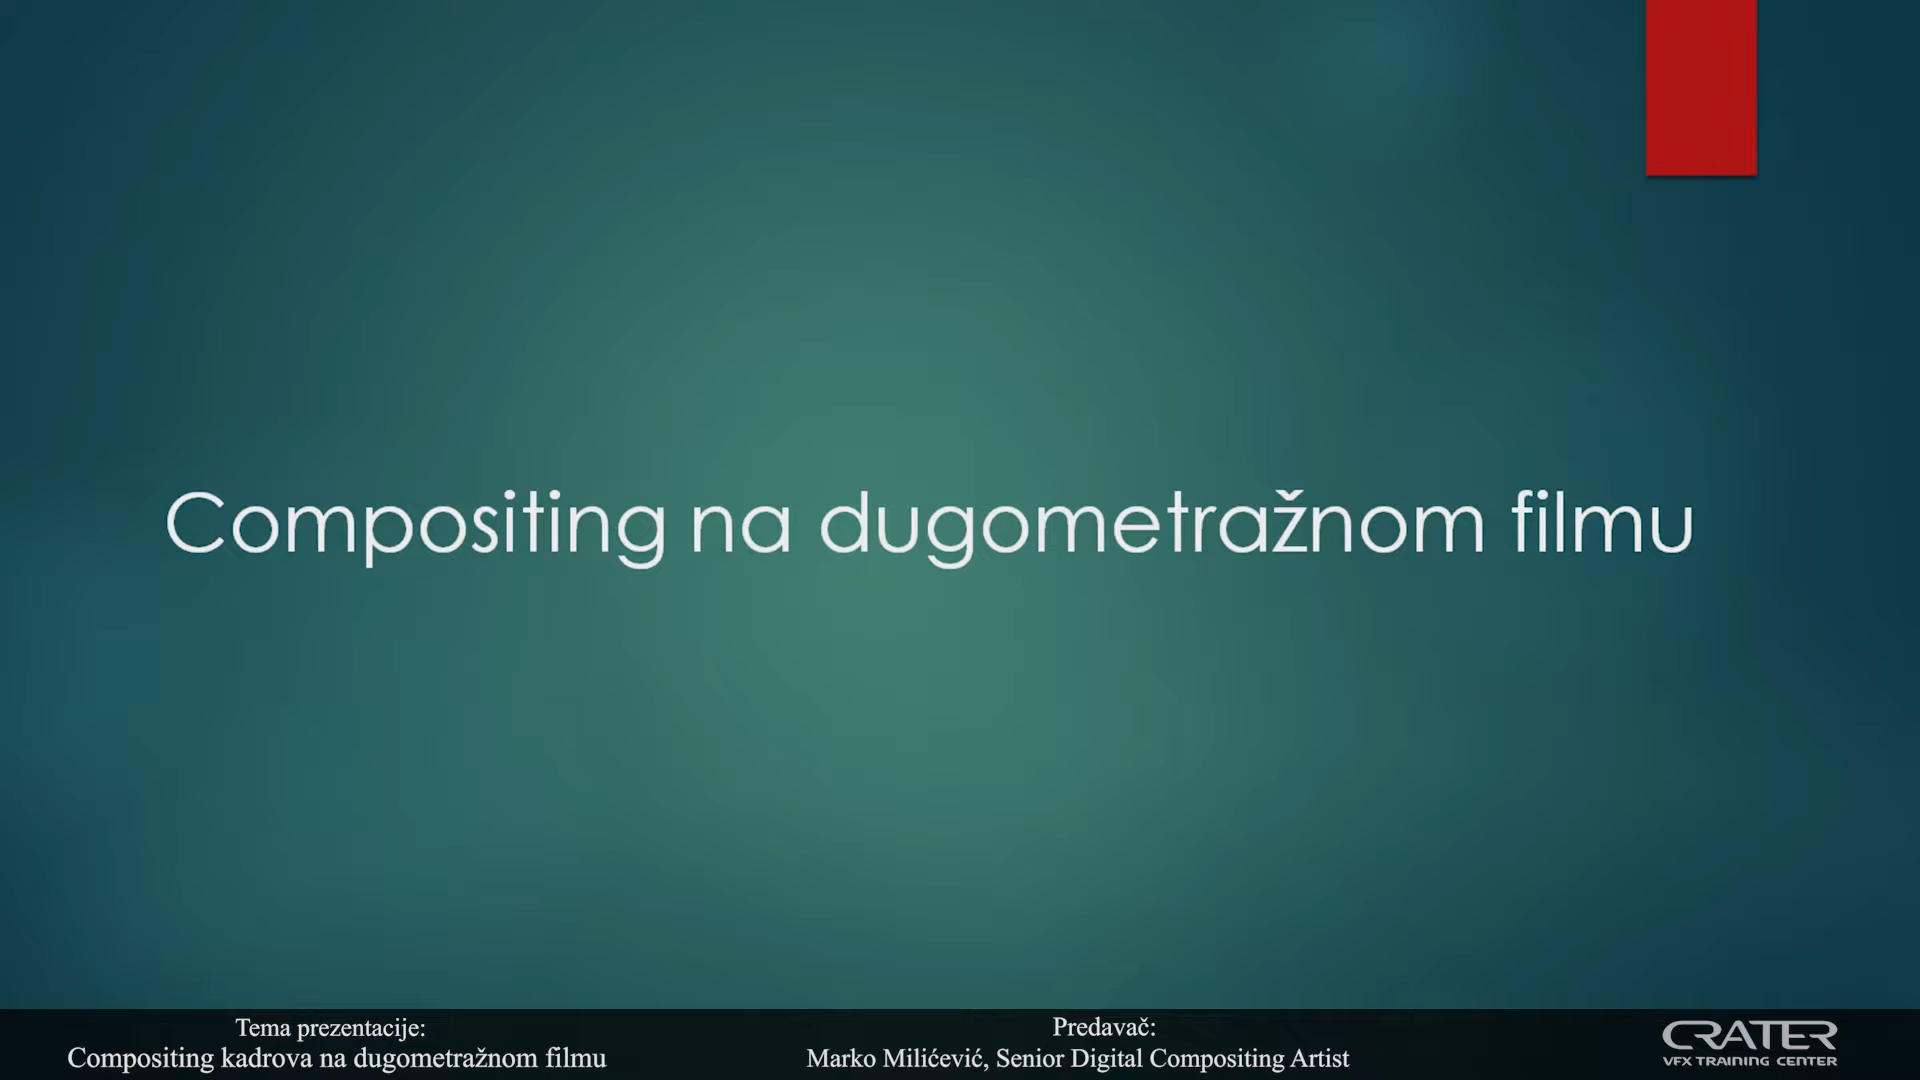 Compositing na dugometražnom filmu
Tema prezentacije:
Compositing kadrova na dugometražnom filmu
Predavač:
Marko Milićević, Senior Digital Compositing Artist
CRATER
VFX TRAINING CENTER